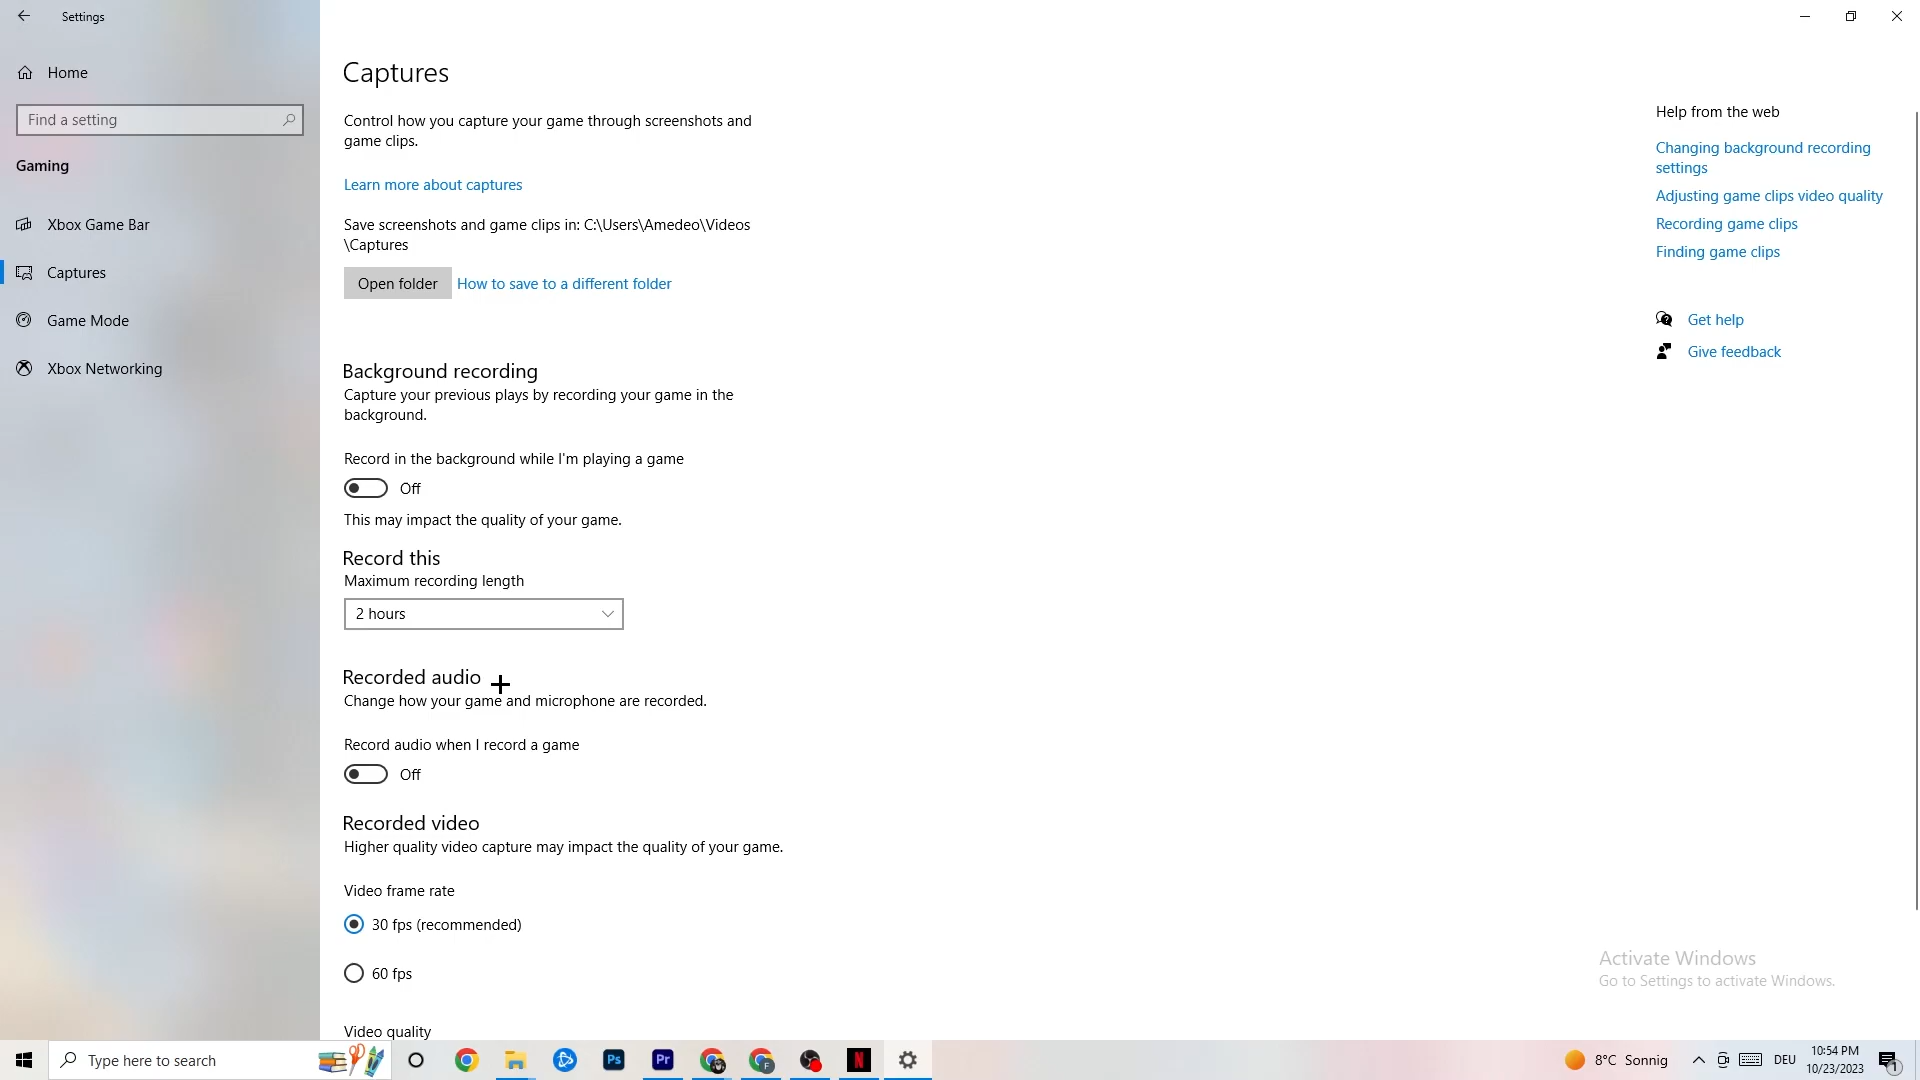 Settings
Home
Find a setting
Gaming
Xbox Game Bar
Captures
Game Mode
Xbox Networking
Captures
Control how you capture your game through screenshots and
game clips.
Learn more about captures
Save screenshots and game clips in: C:\Users\Amedeo\Videos
\Captures
Open folder
How to save to a different folder
Background recording
Capture your previous plays by recording your game in the
background.
Record in the background while I'm playing a game
Off
This may impact the quality of your game.
Record this
Maximum recording length
2 hours
Recorded audio
Change how your game and microphone are recorded.
Record audio when I record a game
Off
Recorded video
Higher quality video capture may impact the quality of your game.
Video frame rate
30 fps (recommended)
60 fps
Video quality
Help from the web
Changing background recording
settings
Adjusting game clips video quality
Recording game clips
Finding game clips
Get help
Give feedback
Activate Windows
Go to Settings to activate Windows.
Type here to search
Ps
Pr
F
N
8°C Sonnig
DEU
10:54 PM
10/23/2023
1